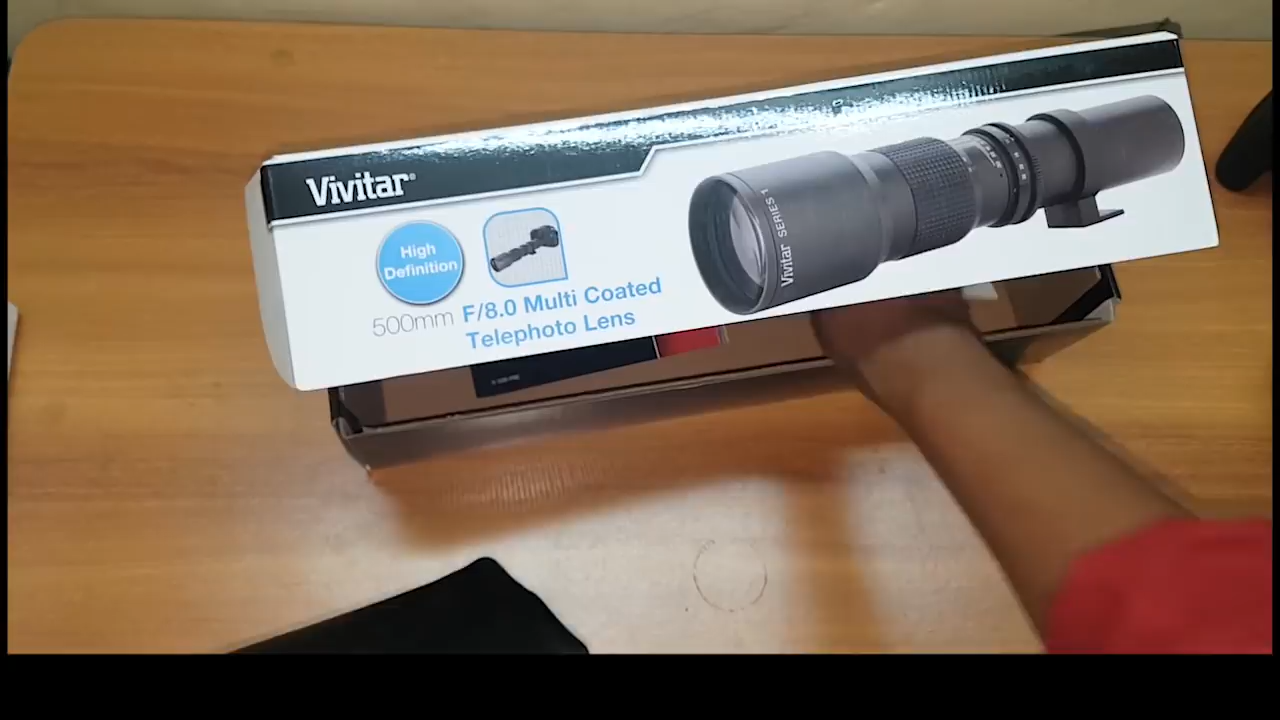 Vivitar®
High
Definition
500mm F/8.0 Multi Coated
Telephoto Lens
Vivitar SERIES 1